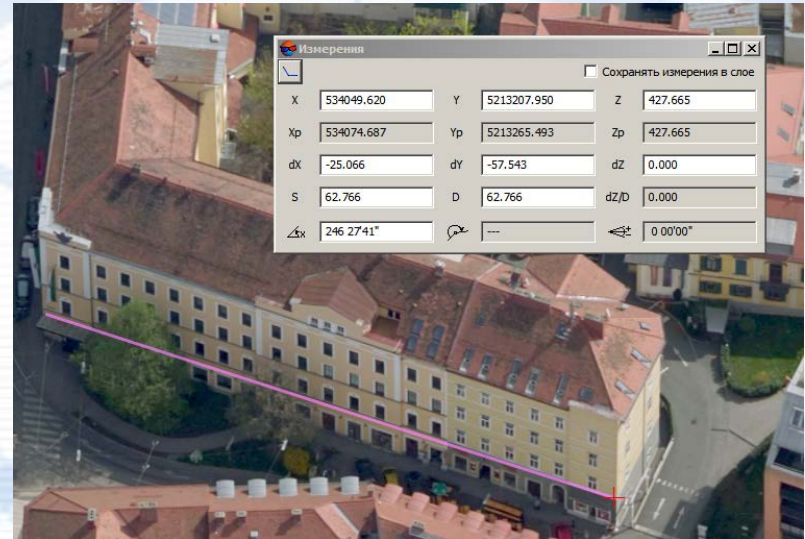 Измерения
Сохранять измерения в слое
X 534049.620 Y 5213207.950 Z 427.665
Xp 534074.687 Yp 5213265.493 Zp 427.665
dX -25.066 dY -57.543 dZ 0.000
S 62.766 D 62.766 dZ/D 0.000
x 246 27'41" --- 0 00'00"